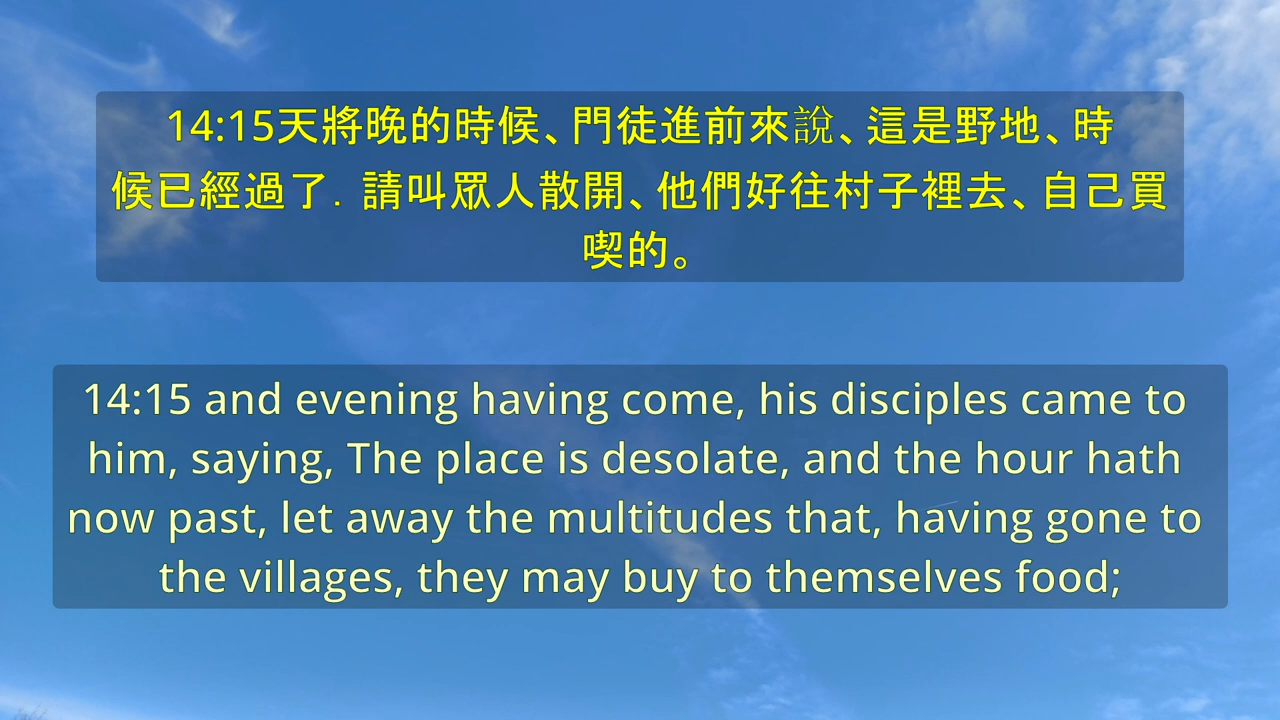 14:15天將晚的時候、門徒進前來說、這是野地、時
候已經過了．請叫眾人散開、他們好往村子裡去、自己買
喫的。
14:15 and evening having come, his disciples came to
him, saying, The place is desolate, and the hour hath
now past, let away the multitudes that, having gone to
the villages, they may buy to themselves food;